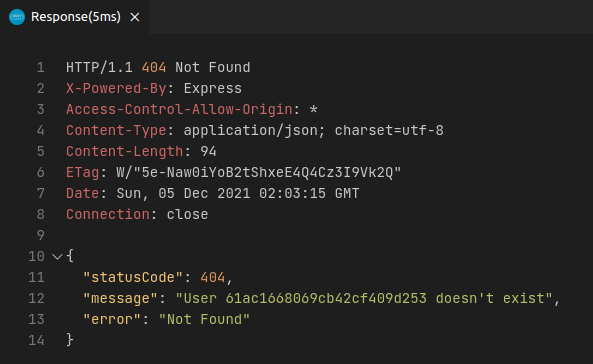 Response(5ms)
1 HTTP/1.1 404 Not Found
2 X-Powered-By: Express
3 Access-Control-Allow-Origin: *
4 Content-Type: application/json; charset=utf-8
5 Content-Length: 94
6 ETag: W/"5e-Naw0iYoB2tShxeE4Q4Cz3I9Vk2Q"
7 Date: Sun, 05 Dec 2021 02:03:15 GMT
8 Connection: close
9
10 {
11 "statusCode": 404,
12 "message": "User 61ac1668069cb42cf409d253 doesn't exist",
13 "error": "Not Found"
14 }